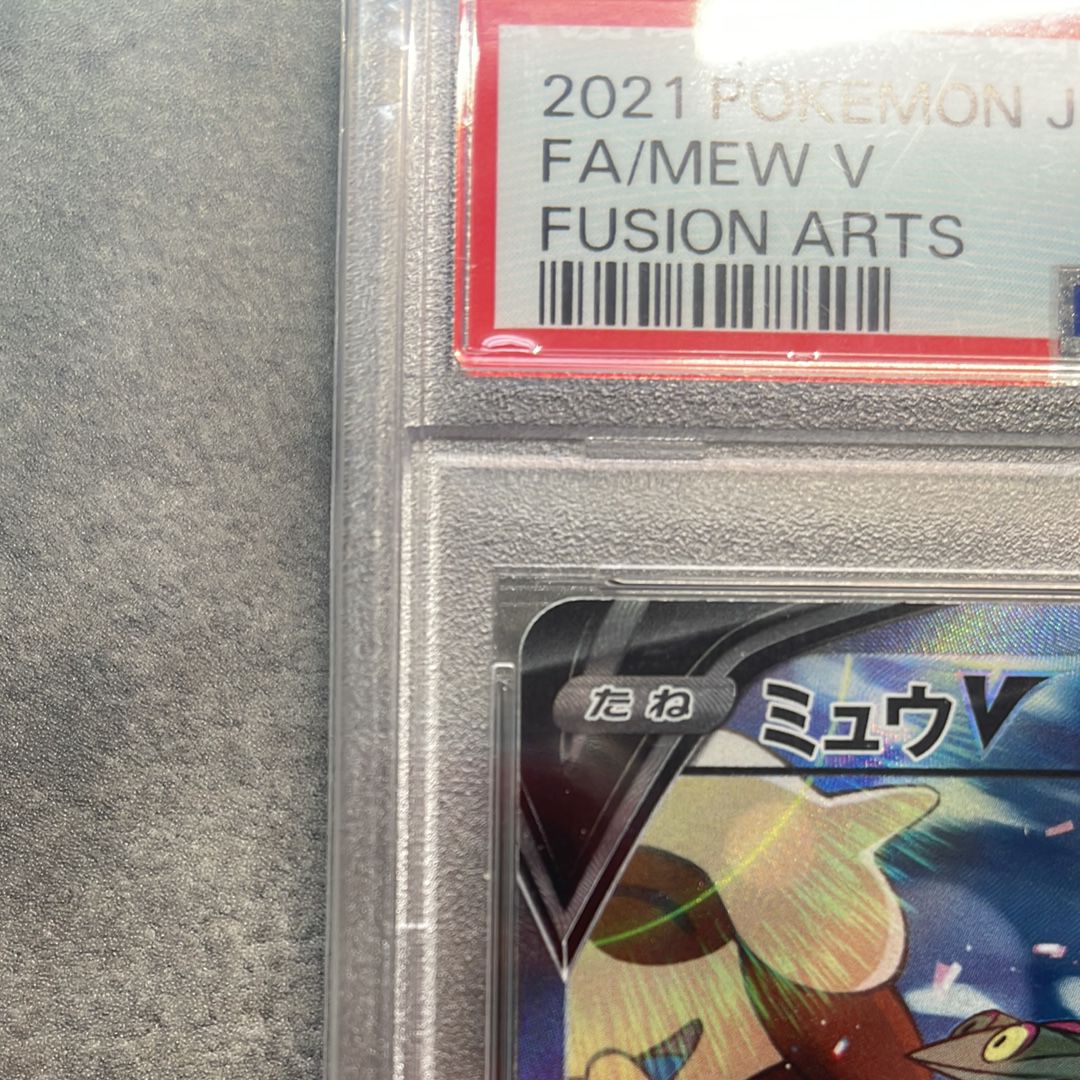 2021 POKEMON J
FA/MEW V
FUSION ARTS
たね ミュウV